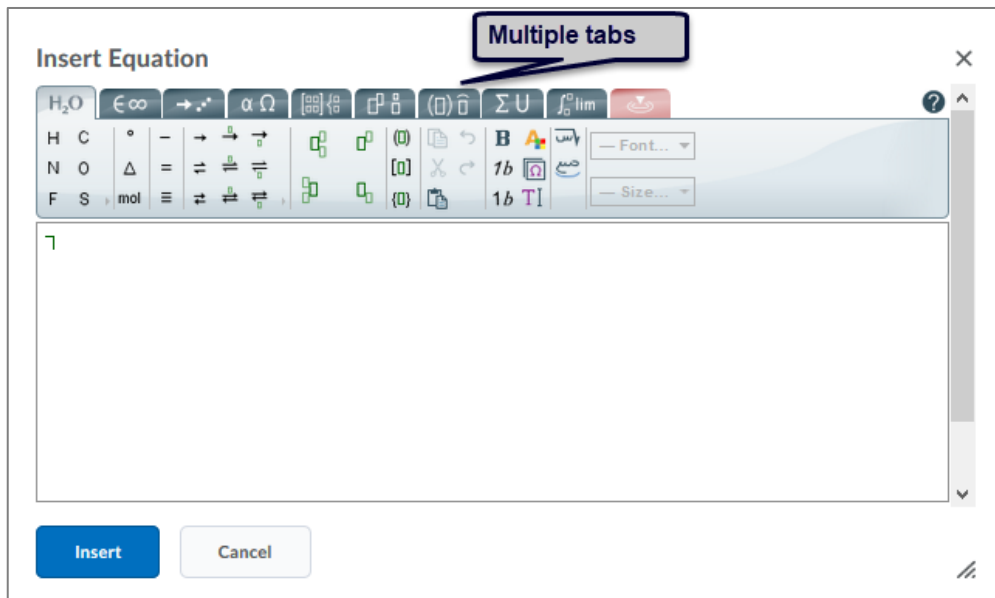 Multiple tabs
Insert Equation
H₂O ∈∞ →⋰ α Ω (▯) ▯̂ Σ U ∫ lim
?
H C ° − → B — Font...
N O Δ = ⇌ [▯] 1b Ω
F S mol ≡ ⇄ {▯} 1b T — Size...
Insert Cancel